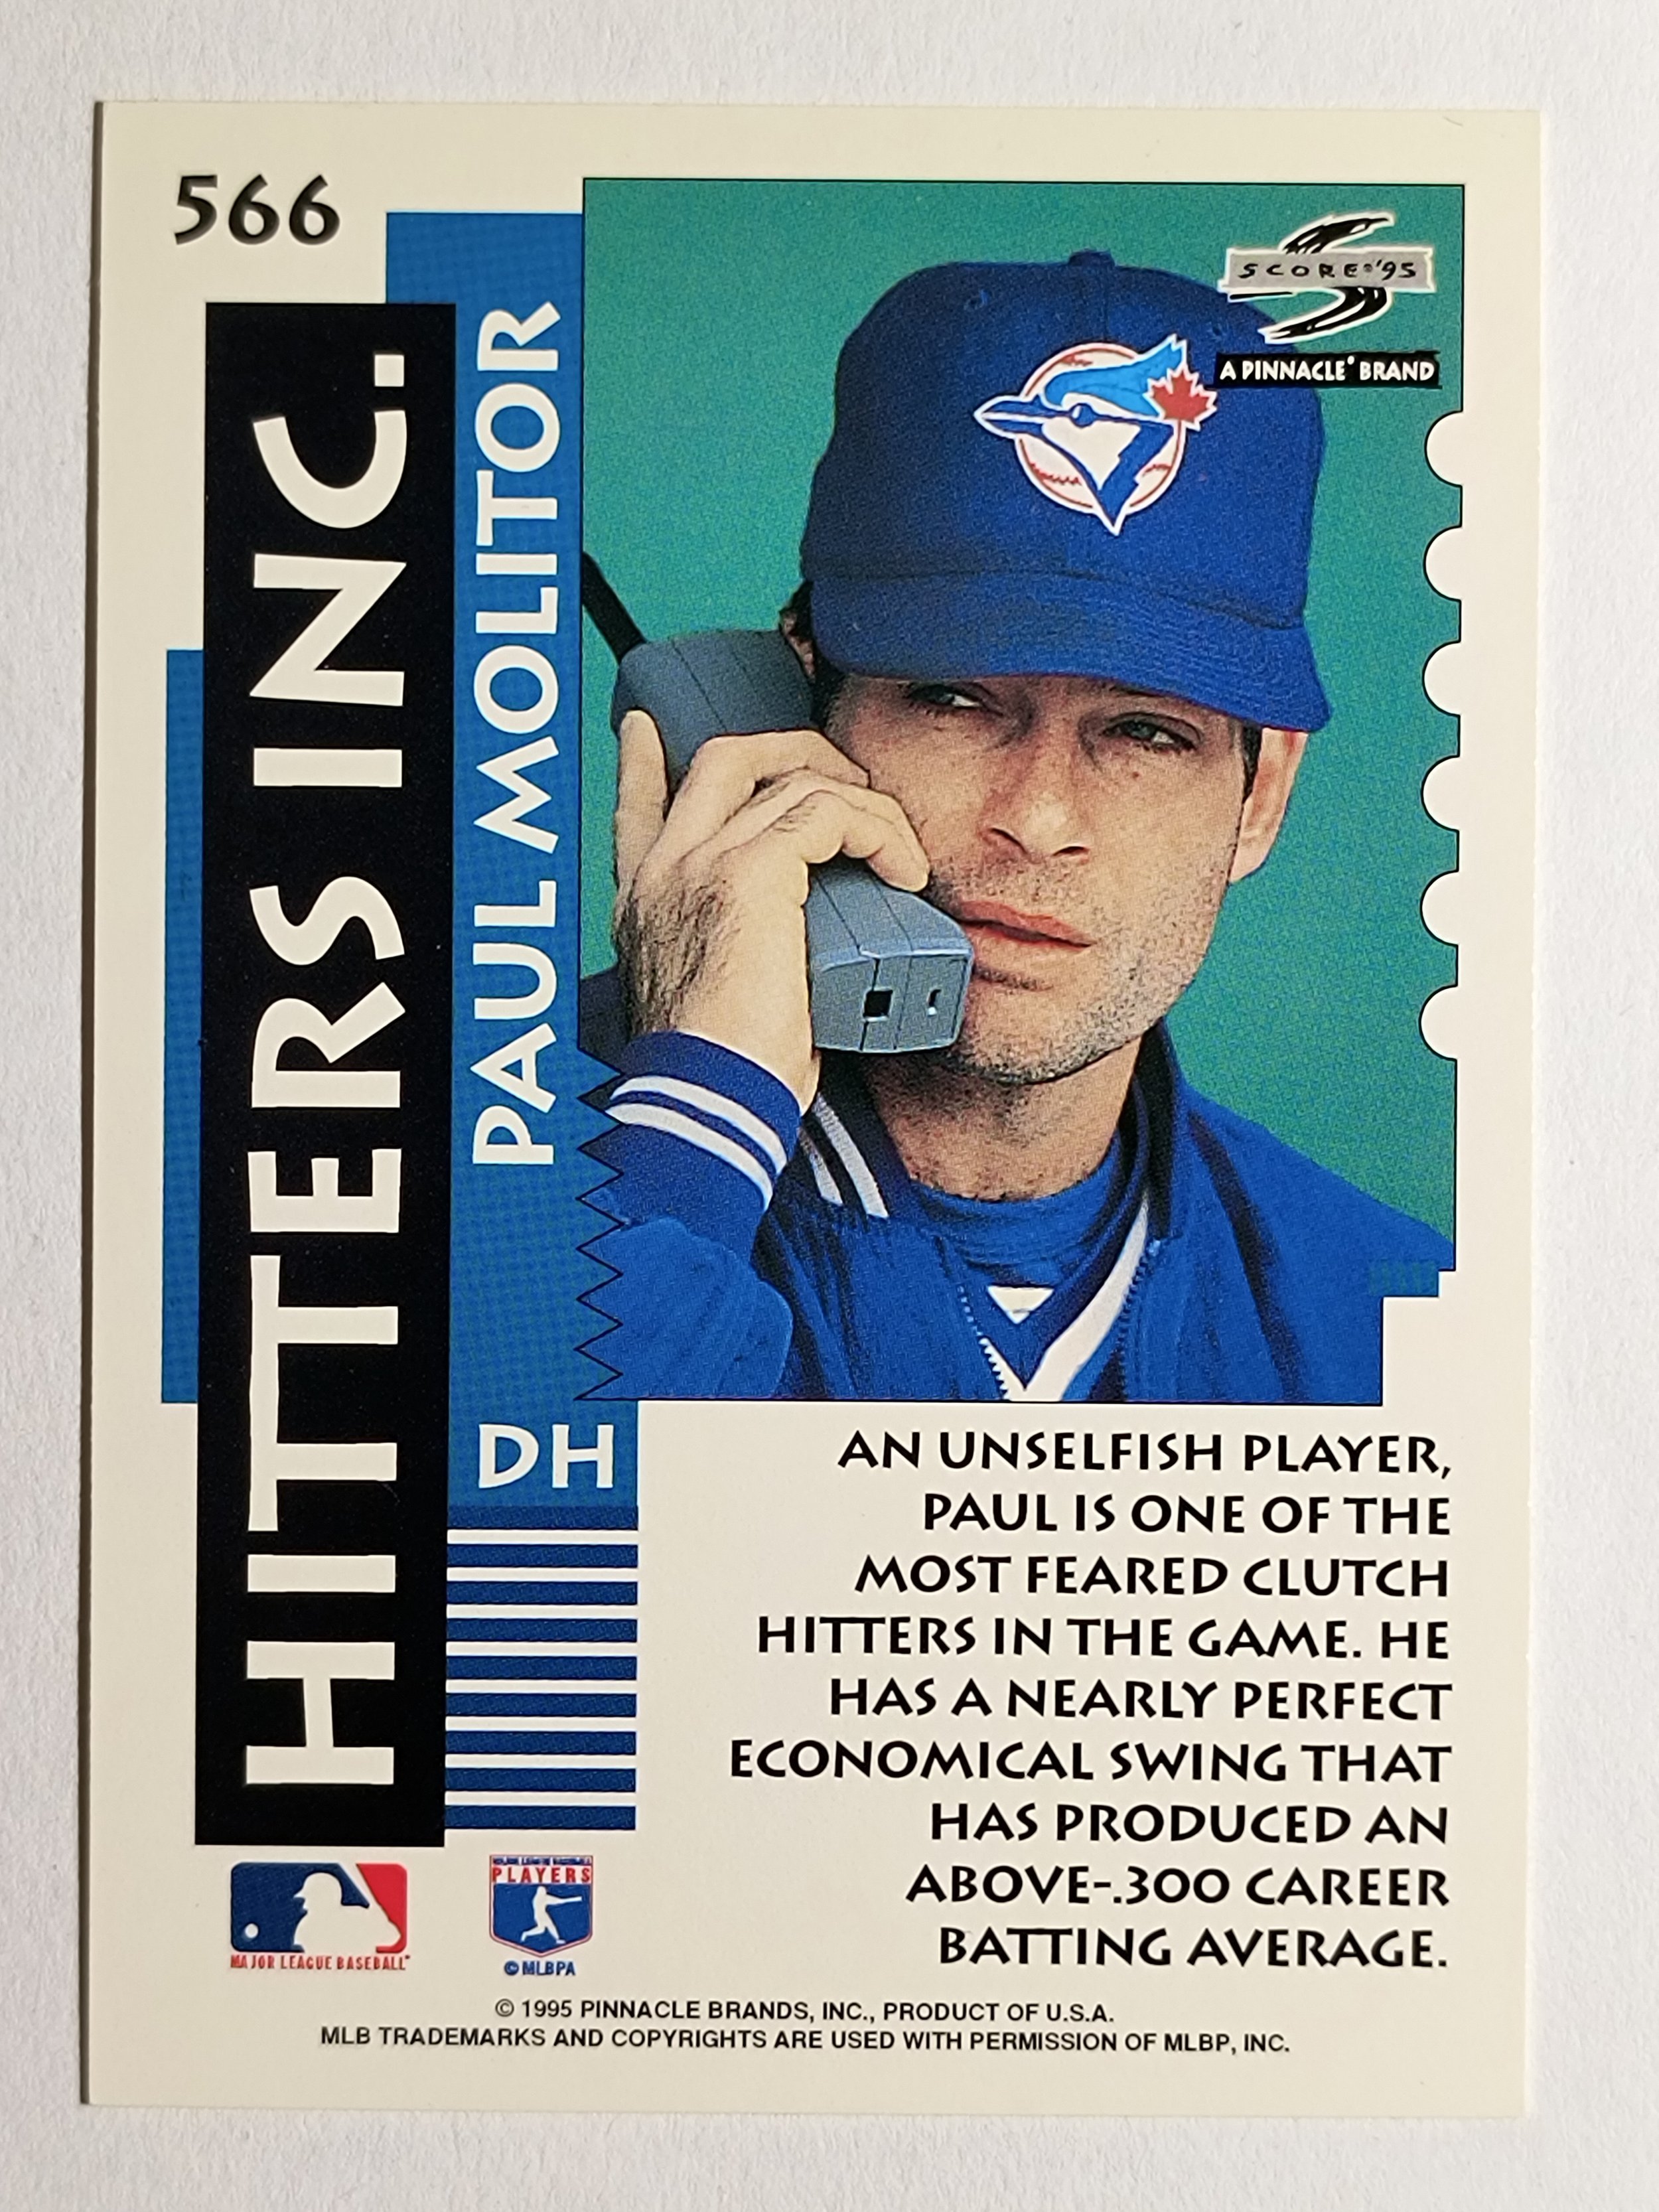 566
SCORE®'95
A PINNACLE® BRAND
HITTERS INC.
PAUL MOLITOR
DH
AN UNSELFISH PLAYER,
PAUL IS ONE OF THE
MOST FEARED CLUTCH
HITTERS IN THE GAME. HE
HAS A NEARLY PERFECT
ECONOMICAL SWING THAT
HAS PRODUCED AN
ABOVE-.300 CAREER
BATTING AVERAGE.
MAJOR LEAGUE BASEBALL®
MAJOR LEAGUE BASEBALL
PLAYERS
© MLBPA
© 1995 PINNACLE BRANDS, INC., PRODUCT OF U.S.A.
MLB TRADEMARKS AND COPYRIGHTS ARE USED WITH PERMISSION OF MLBP, INC.